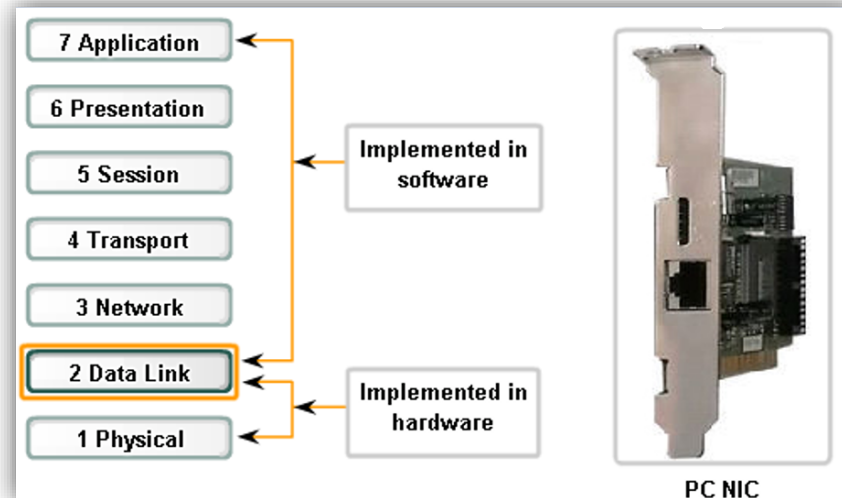 7 Application
6 Presentation
5 Session
4 Transport
3 Network
2 Data Link
1 Physical
Implemented in
software
Implemented in
hardware
PC NIC